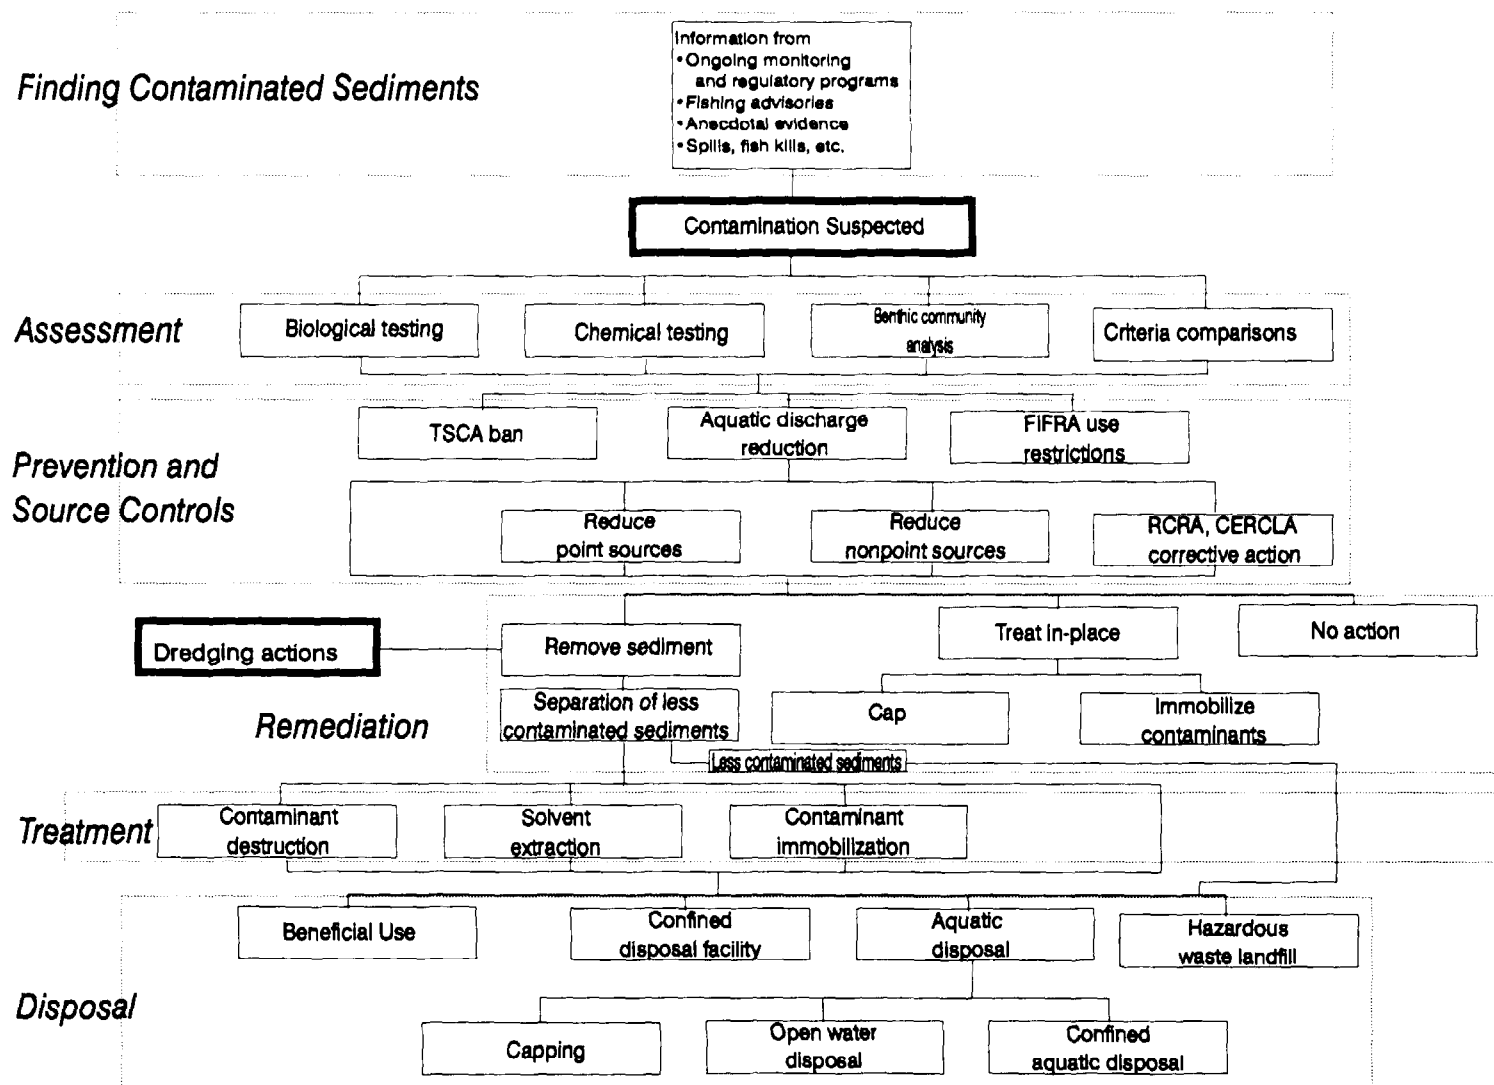 Finding Contaminated Sediments
Information from
•Ongoing monitoring
and regulatory programs
•Fishing advisories
•Anecdotal evidence
•Spills, fish kills, etc.
Contamination Suspected
Assessment
Biological testing
Chemical testing
Benthic community
analysis
Criteria comparisons
Prevention and
Source Controls
TSCA ban
Aquatic discharge
reduction
FIFRA use
restrictions
Reduce
point sources
Reduce
nonpoint sources
RCRA, CERCLA
corrective action
Dredging actions
Remove sediment
Treat in-place
No action
Remediation
Separation of less
contaminated sediments
Cap
Immobilize
contaminants
Less contaminated sediments
Treatment
Contaminant
destruction
Solvent
extraction
Contaminant
immobilization
Disposal
Beneficial Use
Confined
disposal facility
Aquatic
disposal
Hazardous
waste landfill
Capping
Open water
disposal
Confined
aquatic disposal